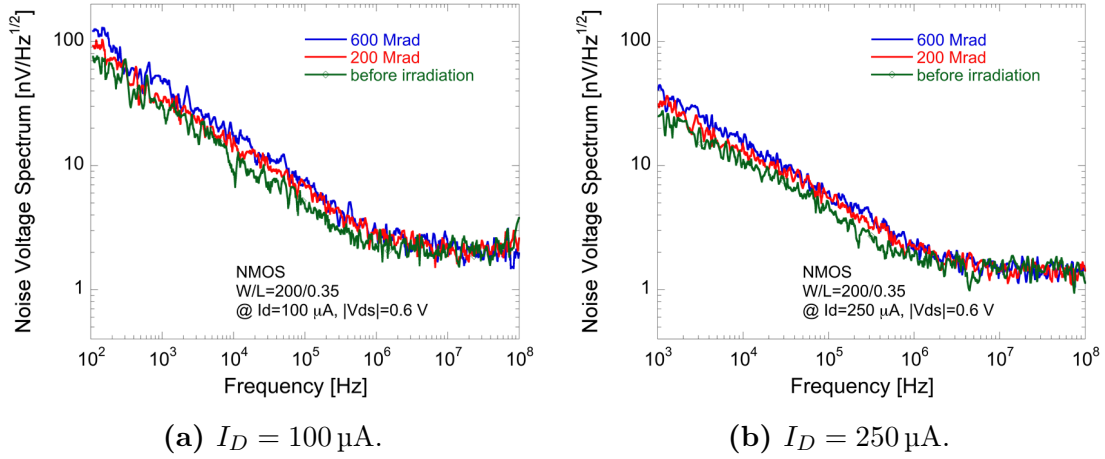 Noise Voltage Spectrum [nV/Hz^1/2]
100
10
1
600 Mrad
200 Mrad
before irradiation
NMOS
W/L=200/0.35
@ Id=100 µA, |Vds|=0.6 V
10^2 10^3 10^4 10^5 10^6 10^7 10^8
Frequency [Hz]
(a) I_D = 100 µA.
Noise Voltage Spectrum [nV/Hz^1/2]
100
10
1
600 Mrad
200 Mrad
before irradiation
NMOS
W/L=200/0.35
@ Id=250 µA, |Vds|=0.6 V
10^3 10^4 10^5 10^6 10^7 10^8
Frequency [Hz]
(b) I_D = 250 µA.